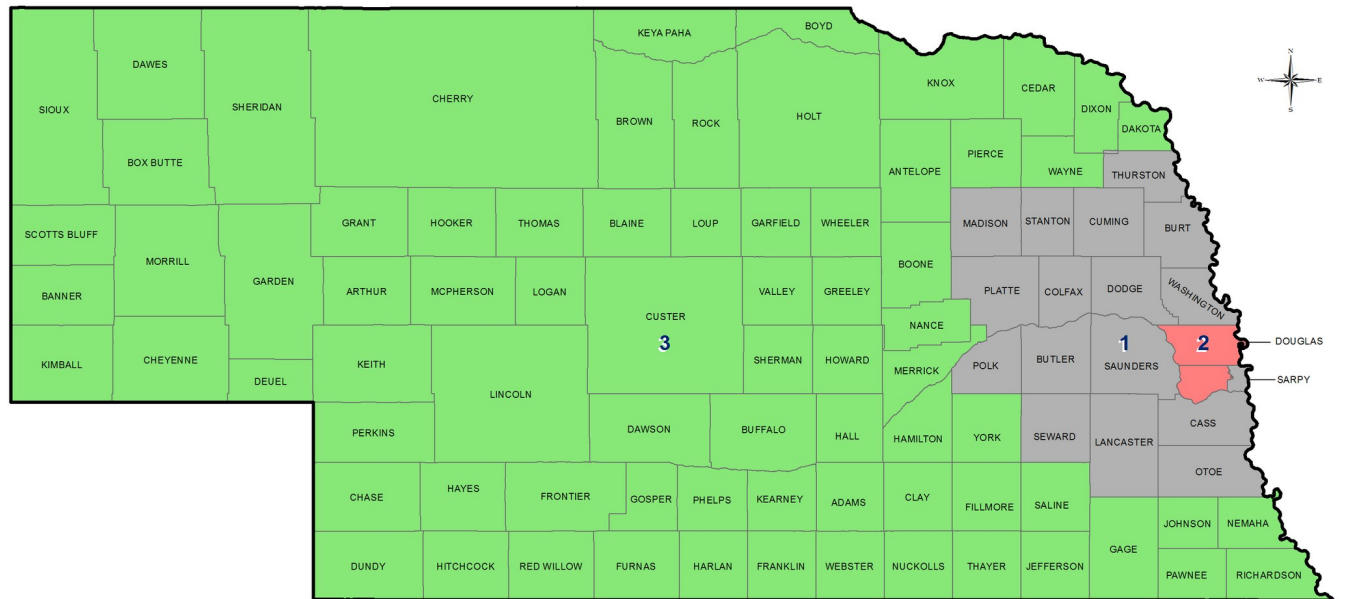 KEYA PAHA
BOYD
DAWES
SIOUX
SHERIDAN
CHERRY
BROWN
ROCK
HOLT
KNOX
CEDAR
DIXON
DAKOTA
N
W
E
S
BOX BUTTE
ANTELOPE
PIERCE
WAYNE
THURSTON
SCOTTS BLUFF
MORRILL
GARDEN
GRANT
HOOKER
THOMAS
BLAINE
LOUP
GARFIELD
WHEELER
MADISON
STANTON
CUMING
BURT
BOONE
BANNER
ARTHUR
MCPHERSON
LOGAN
CUSTER
VALLEY
GREELEY
PLATTE
COLFAX
DODGE
WASHINGTON
NANCE
3
1
2
DOUGLAS
KIMBALL
CHEYENNE
DEUEL
KEITH
LINCOLN
SHERMAN
HOWARD
MERRICK
POLK
BUTLER
SAUNDERS
SARPY
PERKINS
DAWSON
BUFFALO
HALL
HAMILTON
YORK
SEWARD
LANCASTER
CASS
OTOE
CHASE
HAYES
FRONTIER
GOSPER
PHELPS
KEARNEY
ADAMS
CLAY
FILLMORE
SALINE
JOHNSON
NEMAHA
GAGE
DUNDY
HITCHCOCK
RED WILLOW
FURNAS
HARLAN
FRANKLIN
WEBSTER
NUCKOLLS
THAYER
JEFFERSON
PAWNEE
RICHARDSON